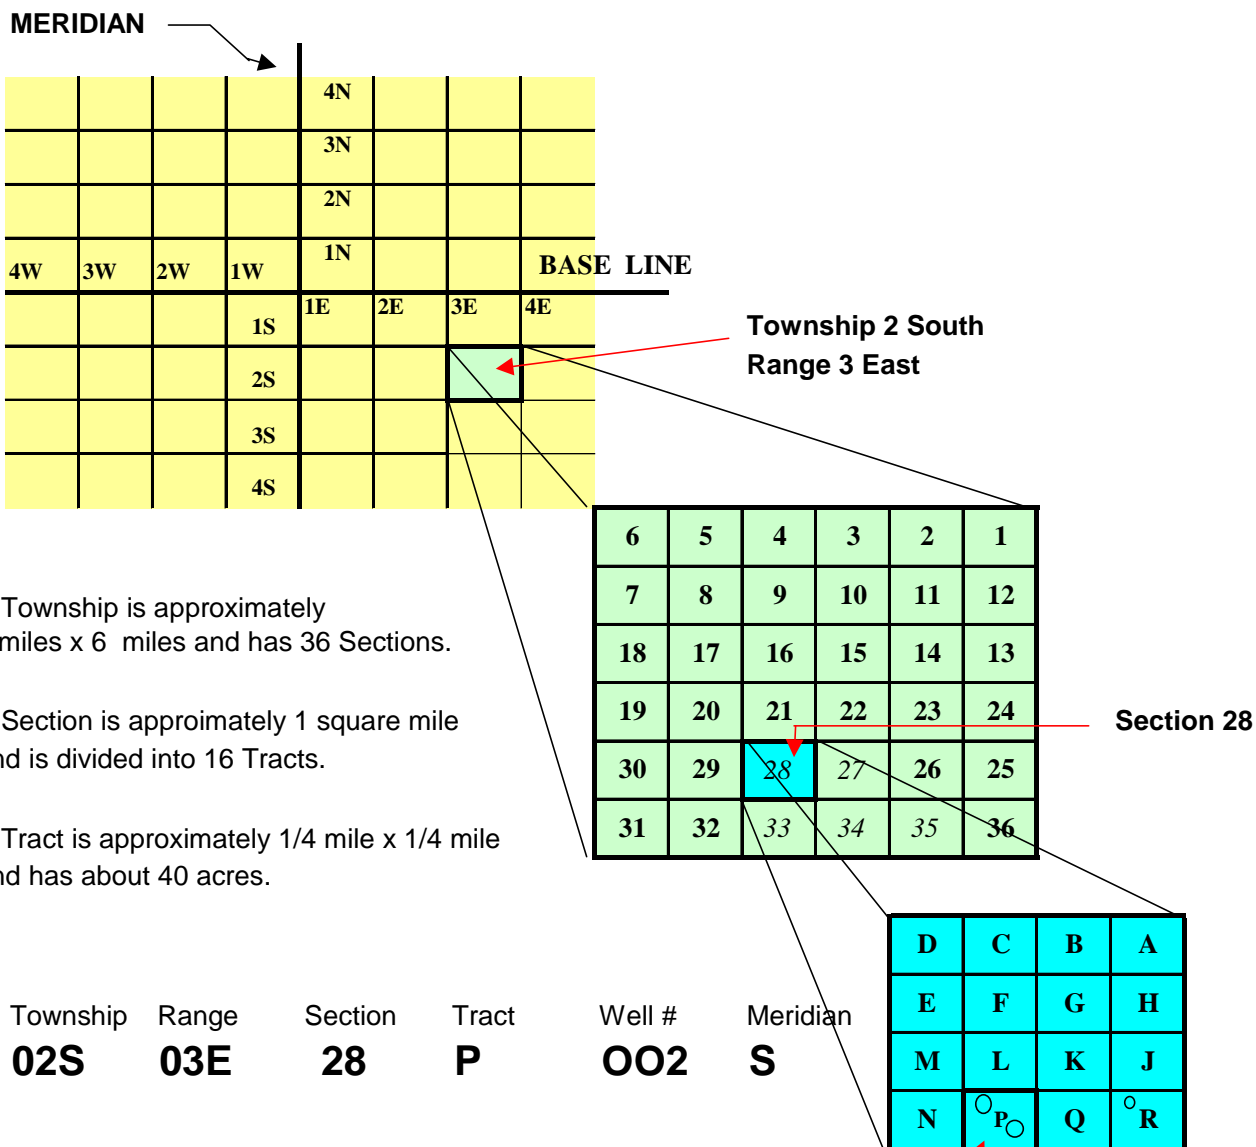 MERIDIAN
4N
3N
2N
1N
4W 3W 2W 1W
BASE LINE
1E 2E 3E 4E
1S
2S
3S
4S
Township 2 South
Range 3 East
6 5 4 3 2 1
7 8 9 10 11 12
18 17 16 15 14 13
19 20 21 22 23 24
30 29 28 27 26 25
31 32 33 34 35 36
Section 28
Township is approximately
miles x 6 miles and has 36 Sections.
Section is approimately 1 square mile
nd is divided into 16 Tracts.
Tract is approximately 1/4 mile x 1/4 mile
nd has about 40 acres.
D C B A
E F G H
M L K J
N P Q R
Township Range Section Tract Well # Meridian
02S 03E 28 P OO2 S